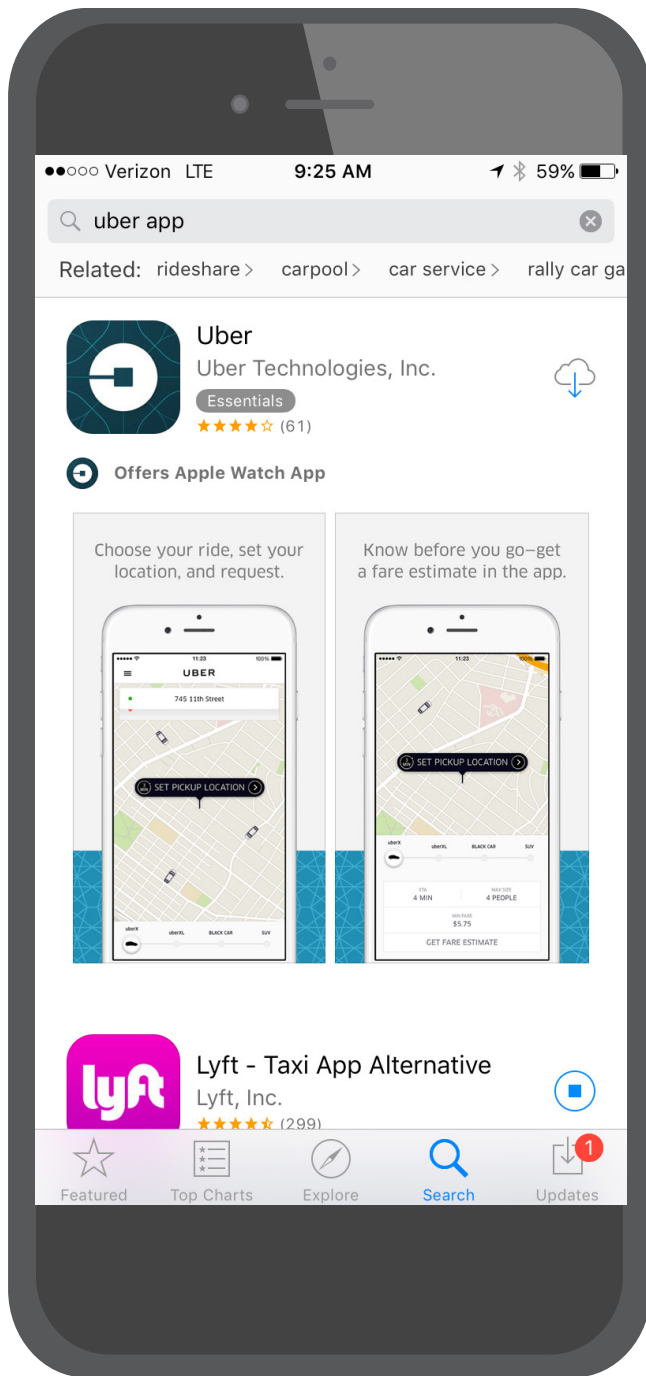 Verizon LTE 9:25 AM 59%
uber app
Related: rideshare > carpool > car service > rally car ga
Uber
Uber Technologies, Inc.
Essentials
(61)
Offers Apple Watch App
Choose your ride, set your
location, and request.
11:23 100%
UBER
745 11th Street
SET PICKUP LOCATION
uberX uberXL BLACK CAR SUV
Know before you go—get
a fare estimate in the app.
11:23 100%
SET PICKUP LOCATION
uberX uberXL BLACK CAR SUV
ETA MAX SIZE
4 MIN 4 PEOPLE
MIN FARE
$5.75
GET FARE ESTIMATE
lyft
Lyft - Taxi App Alternative
Lyft, Inc.
(299)
1
Featured Top Charts Explore Search Updates